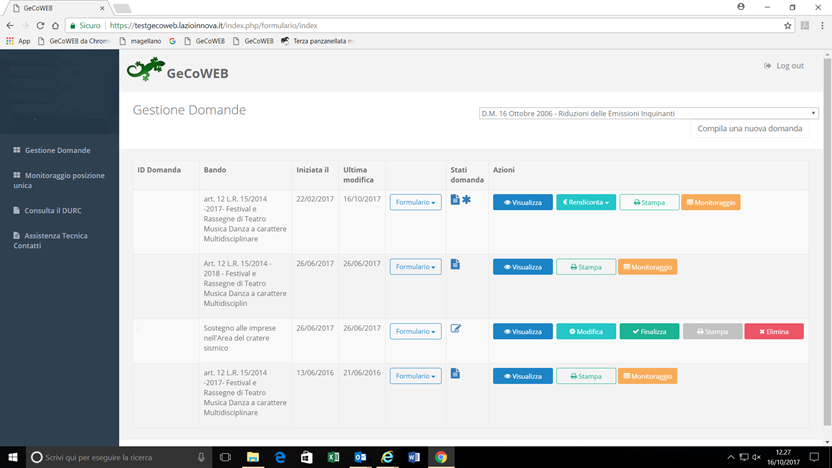 GeCoWEB
Sicuro | https://testgecoweb.lazioinnova.it/index.php/formulario/index
App GeCoWEB da Chrom magellano GeCoWEB GeCoWEB Terza panzanellata m
GeCoWEB
Log out
Gestione Domande
Monitoraggio posizione
unica
Consulta il DURC
Assistenza Tecnica
Contatti
Gestione Domande
D.M. 16 Ottobre 2006 - Riduzioni delle Emissioni Inquinanti
Compila una nuova domanda
ID Domanda Bando Iniziata il Ultima modifica Stati domanda Azioni
art. 12 L.R. 15/2014
-2017- Festival e
Rassegne di Teatro
Musica Danza a carattere
Multidisciplinare
22/02/2017 16/10/2017 Formulario Visualizza € Rendiconta Stampa Monitoraggio
Art. 12 L.R. 15/2014 -
2018 - Festival e
Rassegne di Teatro
Musica Danza a carattere
Multidisciplin
26/06/2017 26/06/2017 Formulario Visualizza Stampa Monitoraggio
Sostegno alle imprese
nell'Area del cratere
sismico
26/06/2017 26/06/2017 Formulario Visualizza Modifica Finalizza Stampa Elimina
art. 12 L.R. 15/2014
-2017- Festival e
Rassegne di Teatro
Musica Danza a carattere
Multidisciplinare
13/06/2016 21/06/2016 Formulario Visualizza Stampa Monitoraggio
Scrivi qui per eseguire la ricerca
12.27
16/10/2017